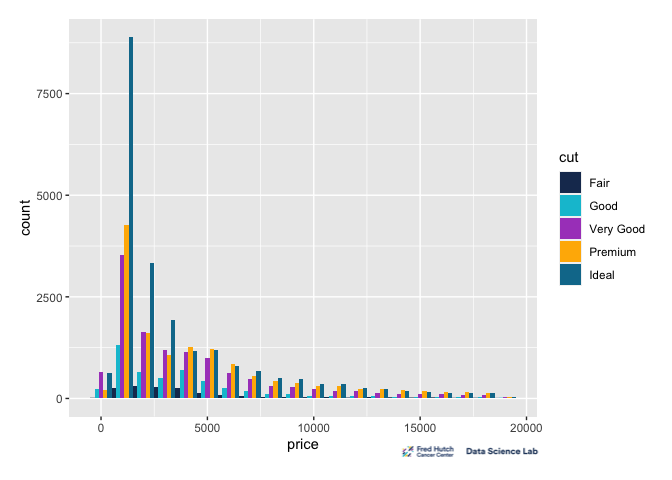 7500
5000
2500
0
count
0
5000
10000
15000
20000
price
cut
Fair
Good
Very Good
Premium
Ideal
Fred Hutch
Cancer Center
Data Science Lab